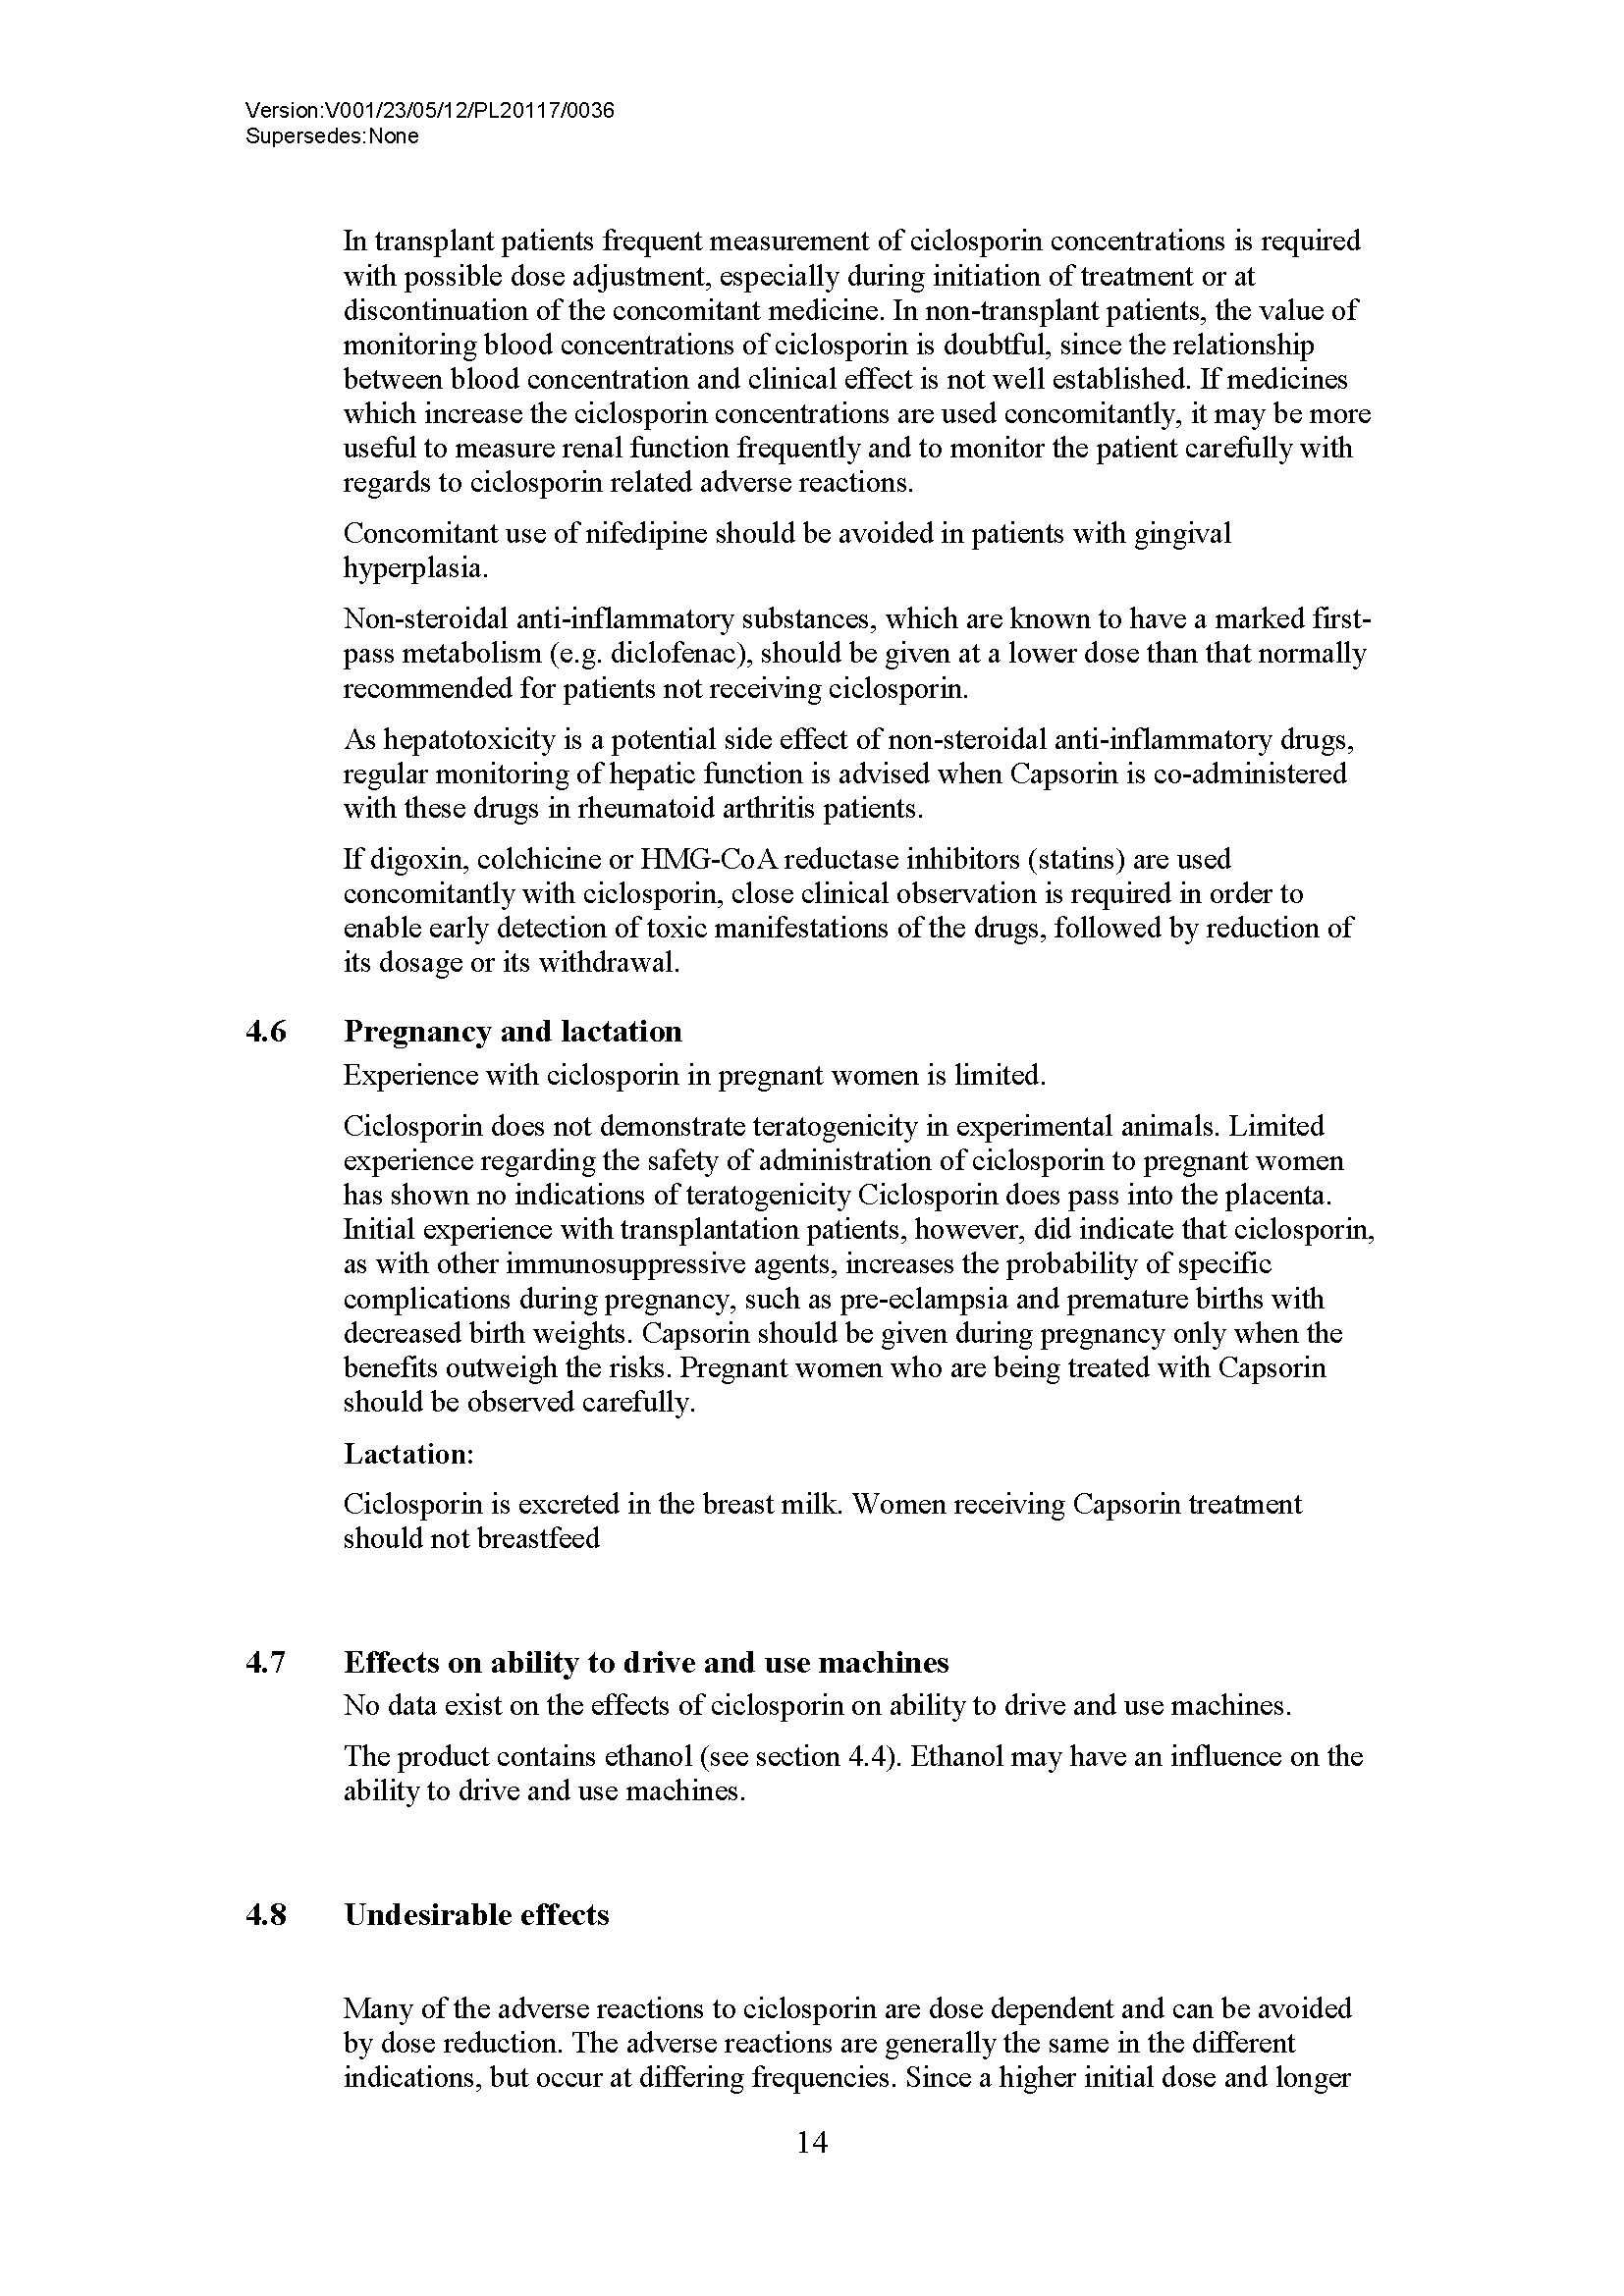 Version:V001/23/05/12/PL20117/0036
Supersedes:None
In transplant patients frequent measurement of ciclosporin concentrations is required
with possible dose adjustment, especially during initiation of treatment or at
discontinuation of the concomitant medicine. In non-transplant patients, the value of
monitoring blood concentrations of ciclosporin is doubtful, since the relationship
between blood concentration and clinical effect is not well established. If medicines
which increase the ciclosporin concentrations are used concomitantly, it may be more
useful to measure renal function frequently and to monitor the patient carefully with
regards to ciclosporin related adverse reactions.
Concomitant use of nifedipine should be avoided in patients with gingival
hyperplasia.
Non-steroidal anti-inflammatory substances, which are known to have a marked first-
pass metabolism (e.g. diclofenac), should be given at a lower dose than that normally
recommended for patients not receiving ciclosporin.
As hepatotoxicity is a potential side effect of non-steroidal anti-inflammatory drugs,
regular monitoring of hepatic function is advised when Capsorin is co-administered
with these drugs in rheumatoid arthritis patients.
If digoxin, colchicine or HMG-CoA reductase inhibitors (statins) are used
concomitantly with ciclosporin, close clinical observation is required in order to
enable early detection of toxic manifestations of the drugs, followed by reduction of
its dosage or its withdrawal.
4.6 Pregnancy and lactation
Experience with ciclosporin in pregnant women is limited.
Ciclosporin does not demonstrate teratogenicity in experimental animals. Limited
experience regarding the safety of administration of ciclosporin to pregnant women
has shown no indications of teratogenicity Ciclosporin does pass into the placenta.
Initial experience with transplantation patients, however, did indicate that ciclosporin,
as with other immunosuppressive agents, increases the probability of specific
complications during pregnancy, such as pre-eclampsia and premature births with
decreased birth weights. Capsorin should be given during pregnancy only when the
benefits outweigh the risks. Pregnant women who are being treated with Capsorin
should be observed carefully.
Lactation:
Ciclosporin is excreted in the breast milk. Women receiving Capsorin treatment
should not breastfeed
4.7 Effects on ability to drive and use machines
No data exist on the effects of ciclosporin on ability to drive and use machines.
The product contains ethanol (see section 4.4). Ethanol may have an influence on the
ability to drive and use machines.
4.8 Undesirable effects
Many of the adverse reactions to ciclosporin are dose dependent and can be avoided
by dose reduction. The adverse reactions are generally the same in the different
indications, but occur at differing frequencies. Since a higher initial dose and longer
14